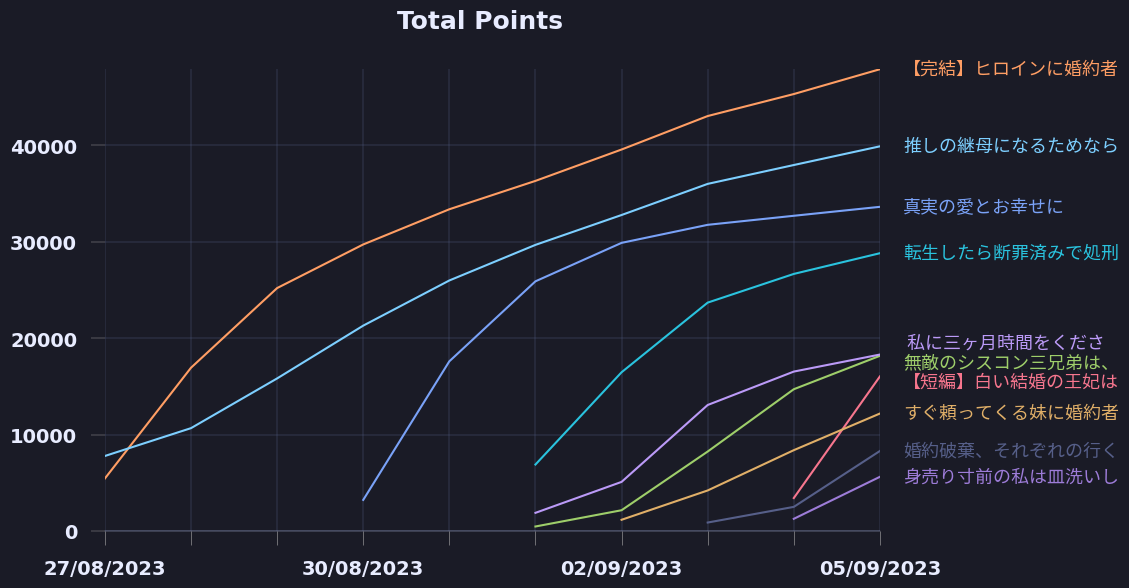 Total Points
【完結】ヒロインに婚約者
推しの継母になるためなら
真実の愛とお幸せに
転生したら断罪済みで処刑
私に三ヶ月時間をくださ
無敵のシスコン三兄弟は、
【短編】白い結婚の王妃は
すぐ頼ってくる妹に婚約者
婚約破棄、それぞれの行く
身売り寸前の私は皿洗いし
40000
30000
20000
10000
0
27/08/2023
30/08/2023
02/09/2023
05/09/2023